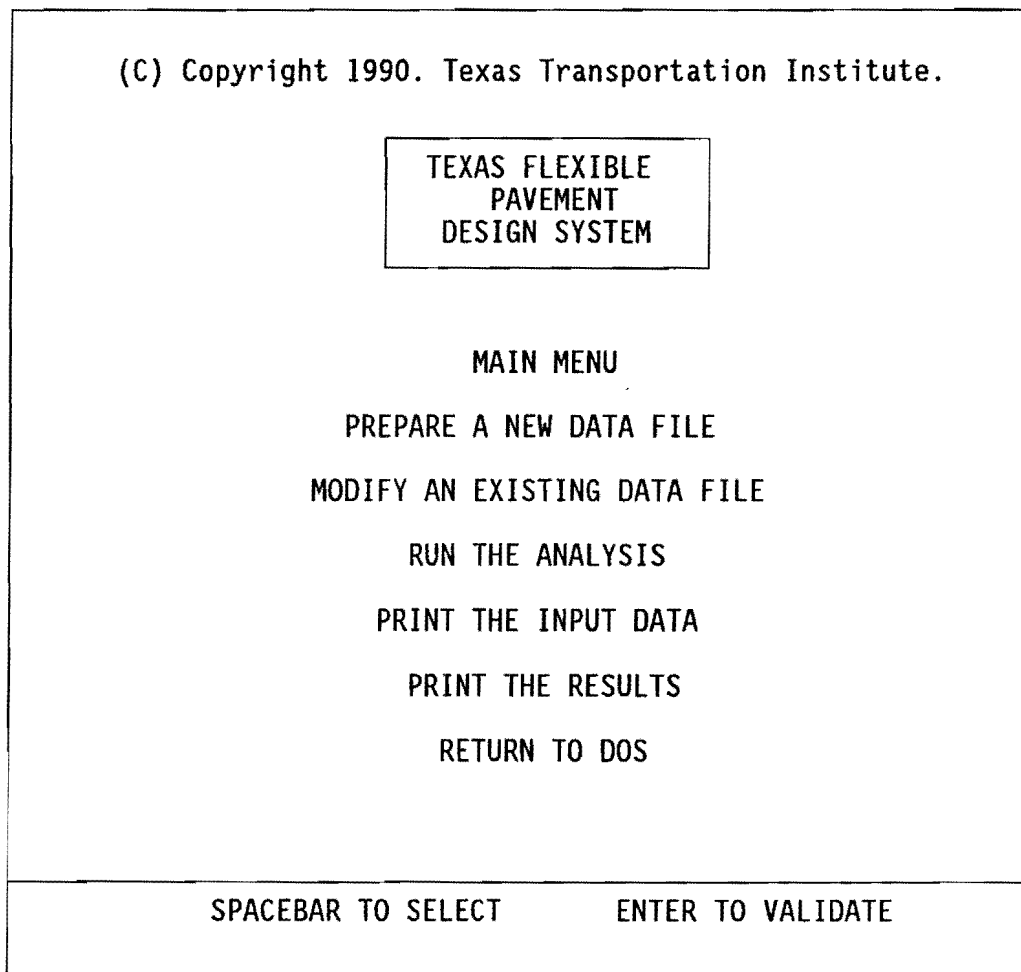 (C) Copyright 1990. Texas Transportation Institute.
TEXAS FLEXIBLE
PAVEMENT
DESIGN SYSTEM
MAIN MENU
PREPARE A NEW DATA FILE
MODIFY AN EXISTING DATA FILE
RUN THE ANALYSIS
PRINT THE INPUT DATA
PRINT THE RESULTS
RETURN TO DOS
SPACEBAR TO SELECT ENTER TO VALIDATE